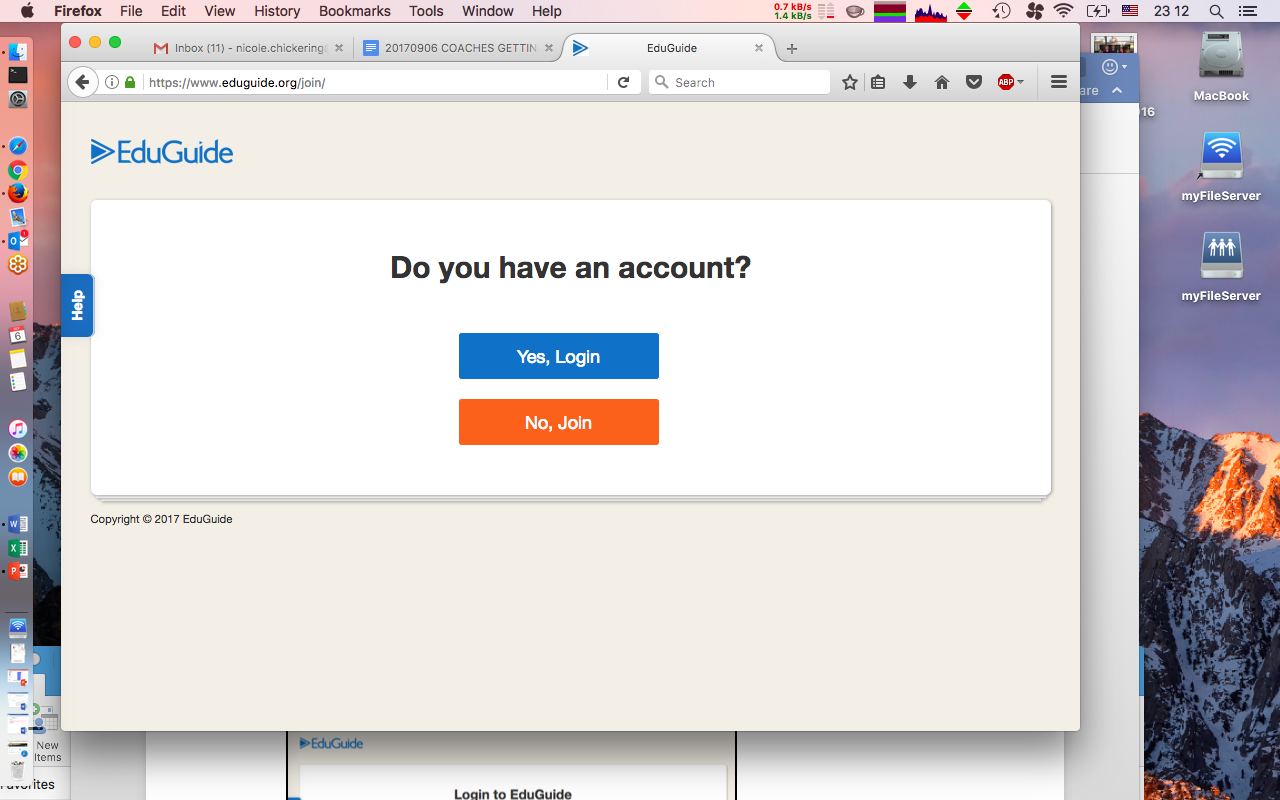 Firefox File Edit View History Bookmarks Tools Window Help
0.7 kB/s
1.4 kB/s
23 12
Inbox (11) - nicole.chickering
20170906 COACHES GETTIN
EduGuide
https://www.eduguide.org/join/
Search
ABP
are
16
MacBook
myFileServer
myFileServer
EduGuide
Do you have an account?
Help
Yes, Login
No, Join
Copyright © 2017 EduGuide
6
New
Items
EduGuide
Login to EduGuide